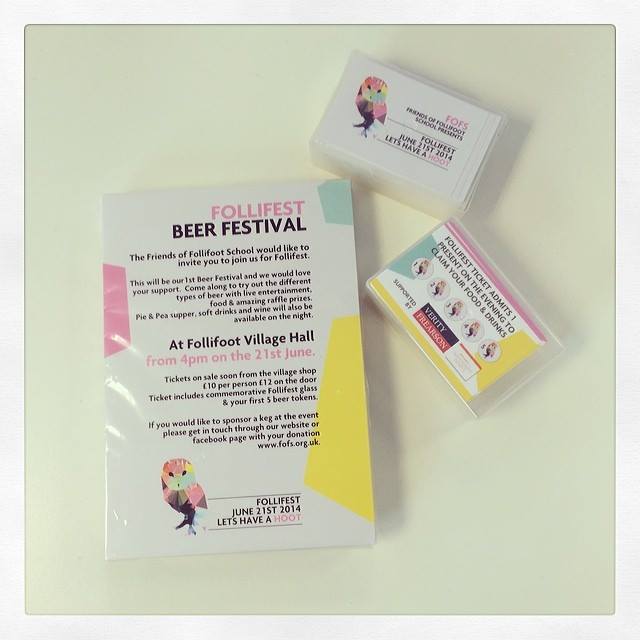 FOLLIFEST
BEER FESTIVAL
The Friends of Follifoot School would like to
invite you to join us for Follifest.
This will be our 1st Beer Festival and we would love
your support. Come along to try out the different
types of beer with live entertainment,
food & amazing raffle prizes.
Pie & Pea supper, soft drinks and wine will also be
available on the night.
At Follifoot Village Hall
from 4pm on the 21st June.
Tickets on sale soon from the village shop
£10 per person £12 on the door
Ticket includes commemorative Follifest glass
& your first 5 beer tokens.
If you would like to sponsor a keg at the event
please get in touch through our website or
facebook page with your donation
www.fofs.org.uk.
FOLLIFEST
JUNE 21ST 2014
LETS HAVE A HOOT
FOFS
FRIENDS OF FOLLIFOOT
SCHOOL PRESENTS
FOLLIFEST
JUNE 21ST 2014
LETS HAVE A HOOT
FOLLIFEST TICKET ADMITS 1
PRESENT ON THE EVENING TO
CLAIM YOUR FOOD & DRINKS
SUPPORTED
BY
VERITY
FREARSON